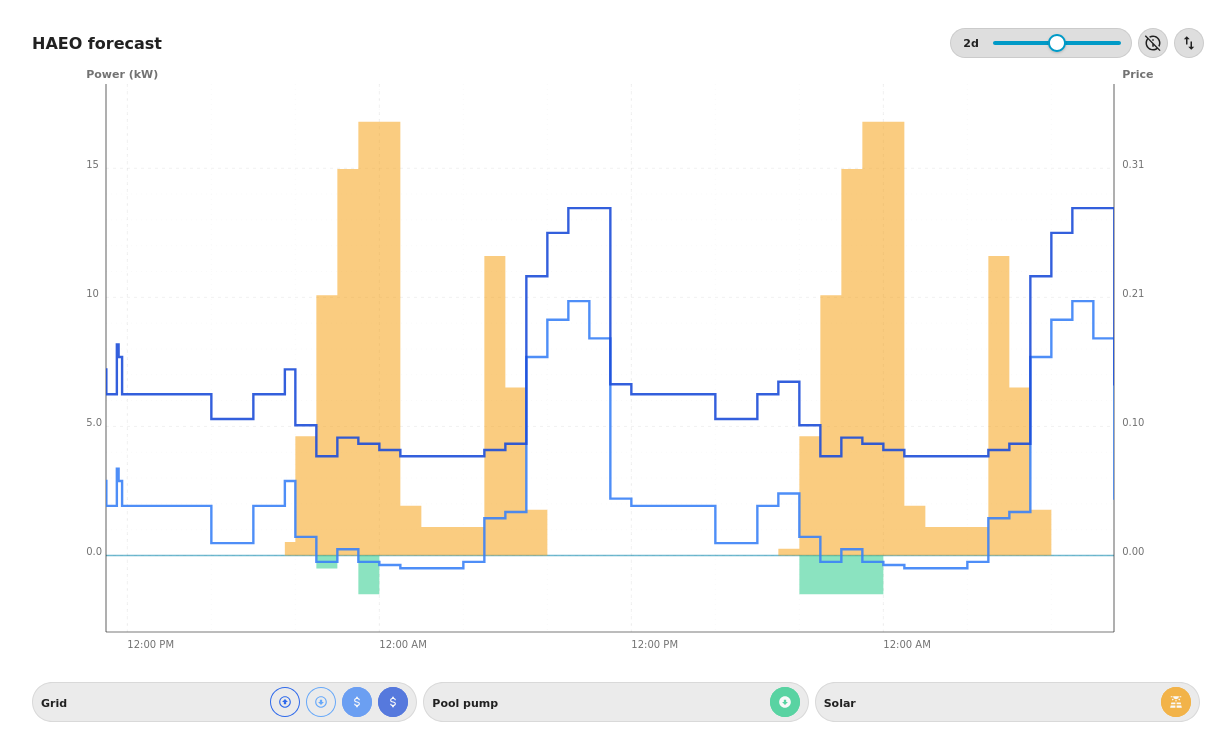 HAEO forecast
2d
Power (kW)
Price
15
0.31
10
0.21
5.0
0.10
0.0
0.00
12:00 PM
12:00 AM
12:00 PM
12:00 AM
Grid
$
$
Pool pump
Solar